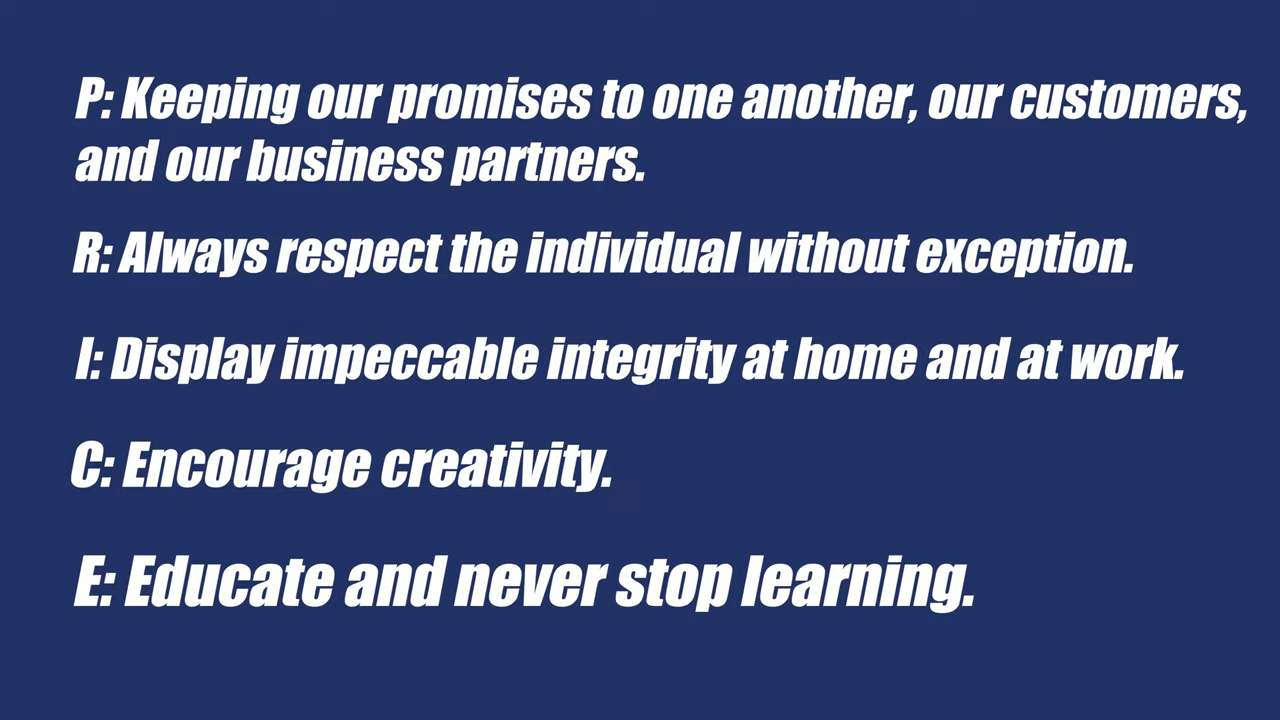 P: Keeping our promises to one another, our customers,
and our business partners.
R: Always respect the individual without exception.
I: Display impeccable integrity at home and at work.
C: Encourage creativity.
E: Educate and never stop learning.